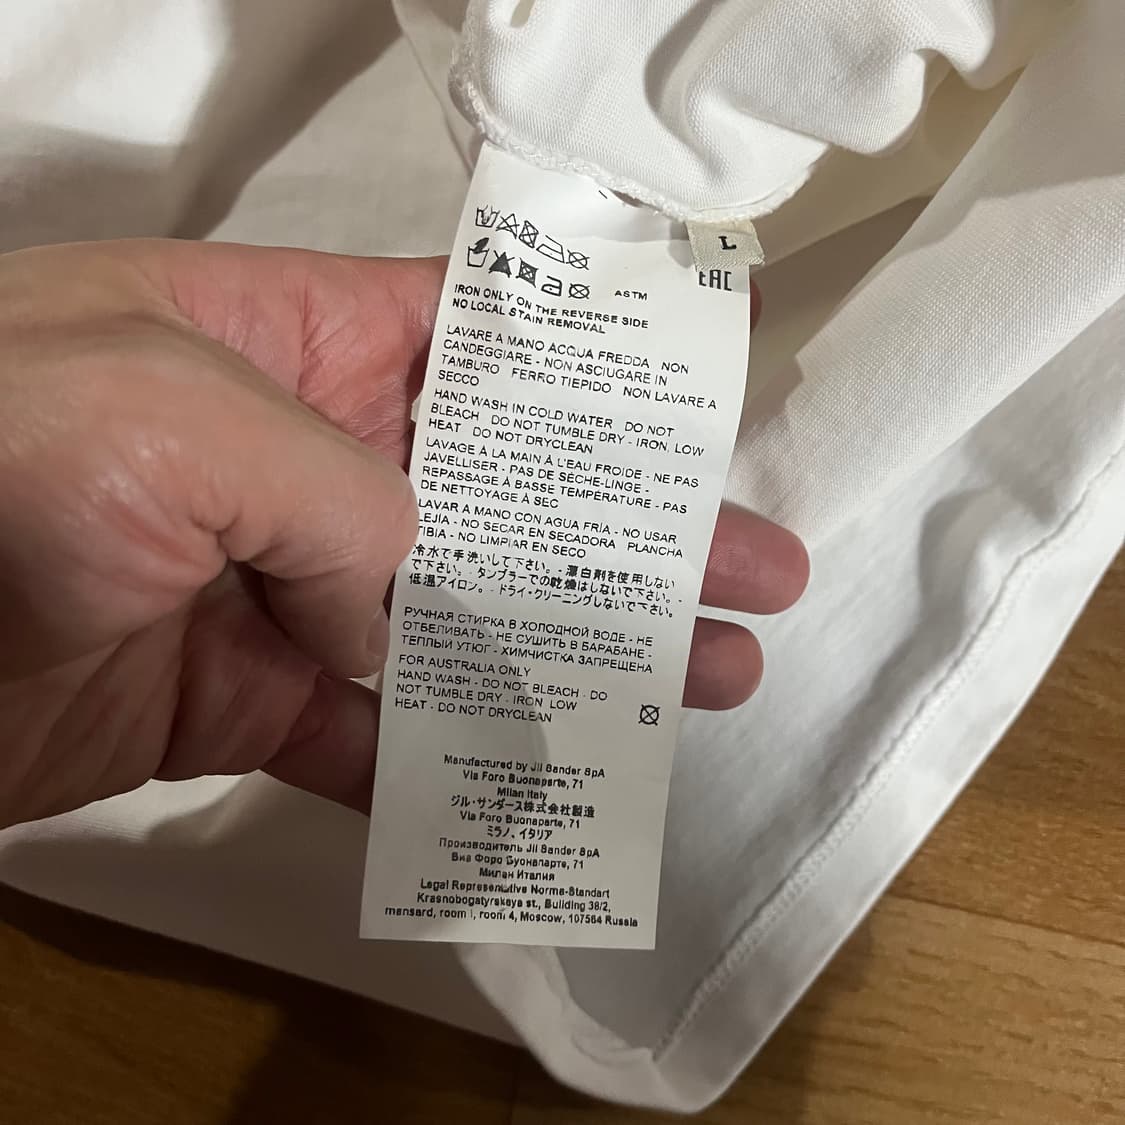 L
EAC
ASTM
IRON ONLY ON THE REVERSE SIDE
NO LOCAL STAIN REMOVAL
LAVARE A MANO ACQUA FREDDA NON
CANDEGGIARE - NON ASCIUGARE IN
TAMBURO FERRO TIEPIDO NON LAVARE A
SECCO
HAND WASH IN COLD WATER DO NOT
BLEACH DO NOT TUMBLE DRY - IRON, LOW
HEAT DO NOT DRYCLEAN
LAVAGE À LA MAIN À L'EAU FROIDE - NE PAS
JAVELLISER - PAS DE SÈCHE-LINGE -
REPASSAGE À BASSE TEMPÉRATURE - PAS
DE NETTOYAGE À SEC
LAVAR A MANO CON AGUA FRÍA - NO USAR
LEJÍA - NO SECAR EN SECADORA PLANCHA
TIBIA - NO LIMPIAR EN SECO
冷水で手洗いして下さい。- 漂白剤を使用しない
で下さい。- タンブラーでの乾燥はしないで下さい。-
低温アイロン。- ドライ・クリーニングしないで下さい。
РУЧНАЯ СТИРКА В ХОЛОДНОЙ ВОДЕ - НЕ
ОТБЕЛИВАТЬ - НЕ СУШИТЬ В БАРАБАНЕ -
ТЕПЛЫЙ УТЮГ - ХИМЧИСТКА ЗАПРЕЩЕНА
FOR AUSTRALIA ONLY
HAND WASH - DO NOT BLEACH - DO
NOT TUMBLE DRY - IRON LOW
HEAT - DO NOT DRYCLEAN
Manufactured by Jil Sander SpA
Via Foro Buonaparte, 71
Milan Italy
ジル・サンダース株式会社製造
Via Foro Buonaparte, 71
ミラノ、イタリア
Производитель Jil Sander SpA
Виа Форо Буонапарте, 71
Милан Италия
Legal Representative Norma-Standart
Krasnobogatyrskaya st., Building 38/2,
mansard, room I, room 4, Moscow, 107564 Russia